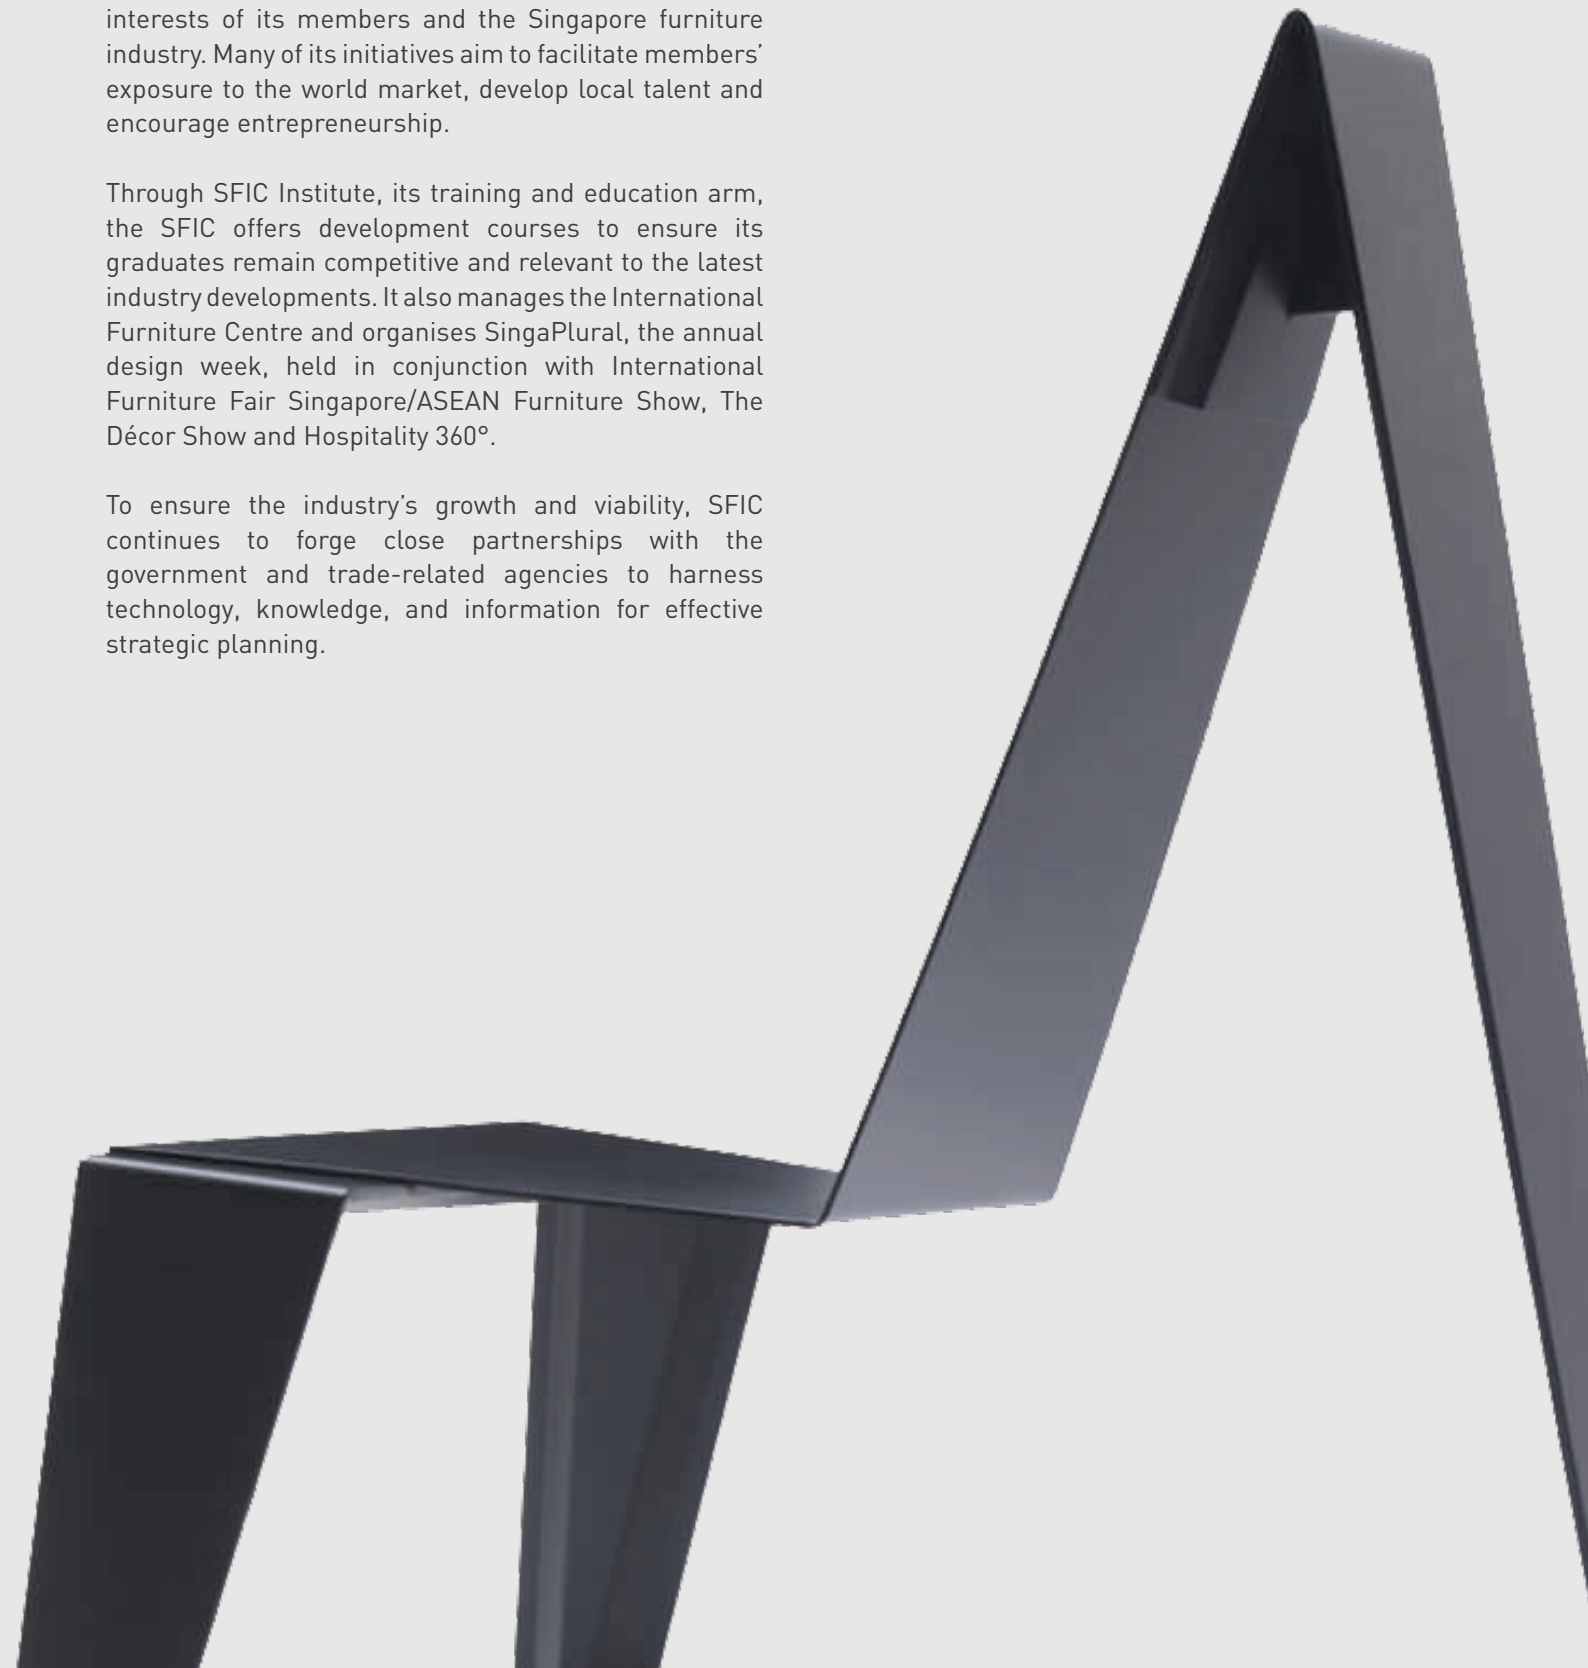 interests of its members and the Singapore furniture
industry. Many of its initiatives aim to facilitate members’
exposure to the world market, develop local talent and
encourage entrepreneurship.
Through SFIC Institute, its training and education arm,
the SFIC offers development courses to ensure its
graduates remain competitive and relevant to the latest
industry developments. It also manages the International
Furniture Centre and organises SingaPlural, the annual
design week, held in conjunction with International
Furniture Fair Singapore/ASEAN Furniture Show, The
Décor Show and Hospitality 360°.
To ensure the industry’s growth and viability, SFIC
continues to forge close partnerships with the
government and trade-related agencies to harness
technology, knowledge, and information for effective
strategic planning.